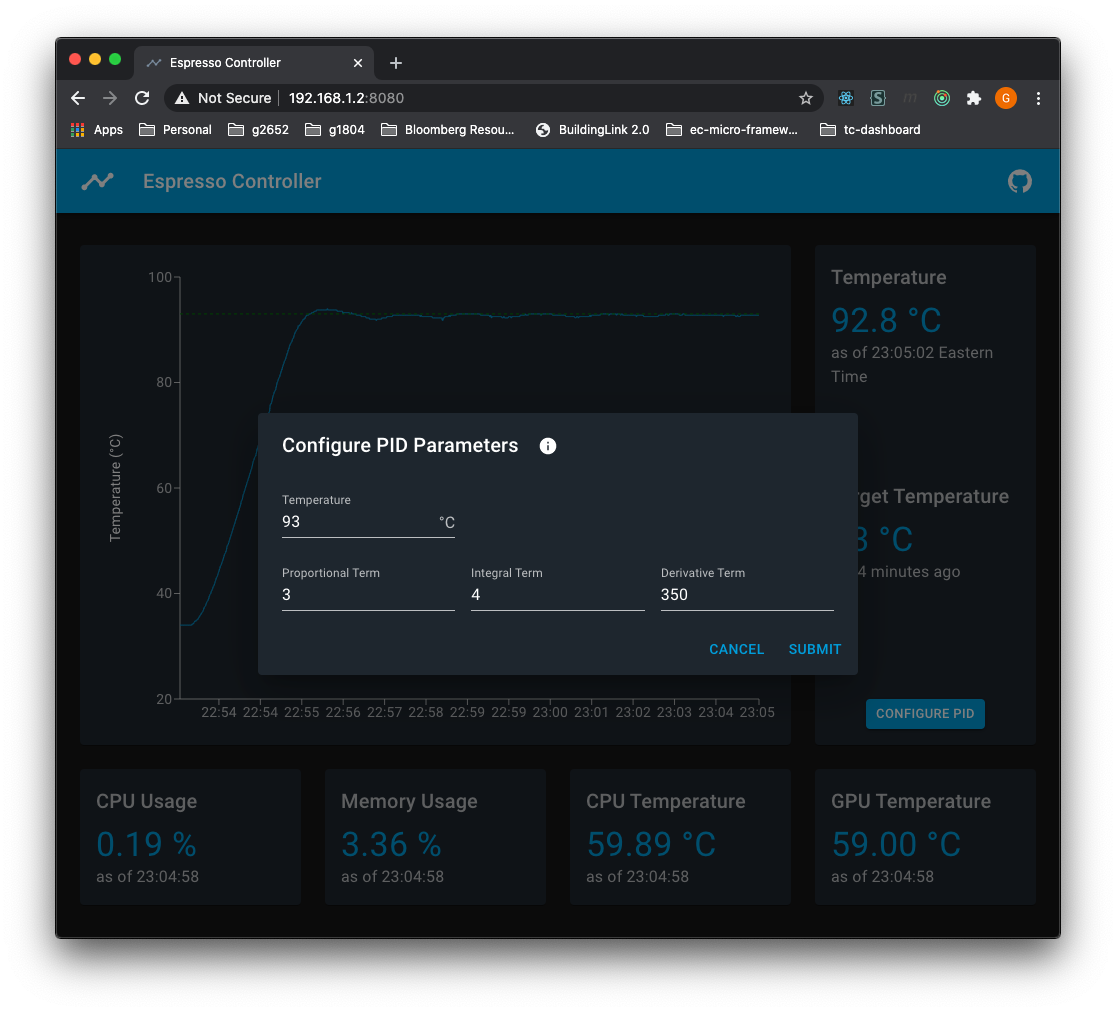 Espresso Controller
Not Secure 192.168.1.2:8080
G
Apps Personal g2652 g1804 Bloomberg Resou... BuildingLink 2.0 ec-micro-framew... tc-dashboard
Espresso Controller
100
80
60
40
20
Temperature (°C)
22:54 22:54 22:55 22:56 22:57 22:58 22:59 22:59 23:00 23:01 23:02 23:03 23:04 23:05
Temperature
92.8 °C
as of 23:05:02 Eastern
Time
rget Temperature
3 °C
4 minutes ago
CONFIGURE PID
Configure PID Parameters
Temperature
93 °C
Proportional Term Integral Term Derivative Term
3 4 350
CANCEL SUBMIT
CPU Usage
0.19 %
as of 23:04:58
Memory Usage
3.36 %
as of 23:04:58
CPU Temperature
59.89 °C
as of 23:04:58
GPU Temperature
59.00 °C
as of 23:04:58